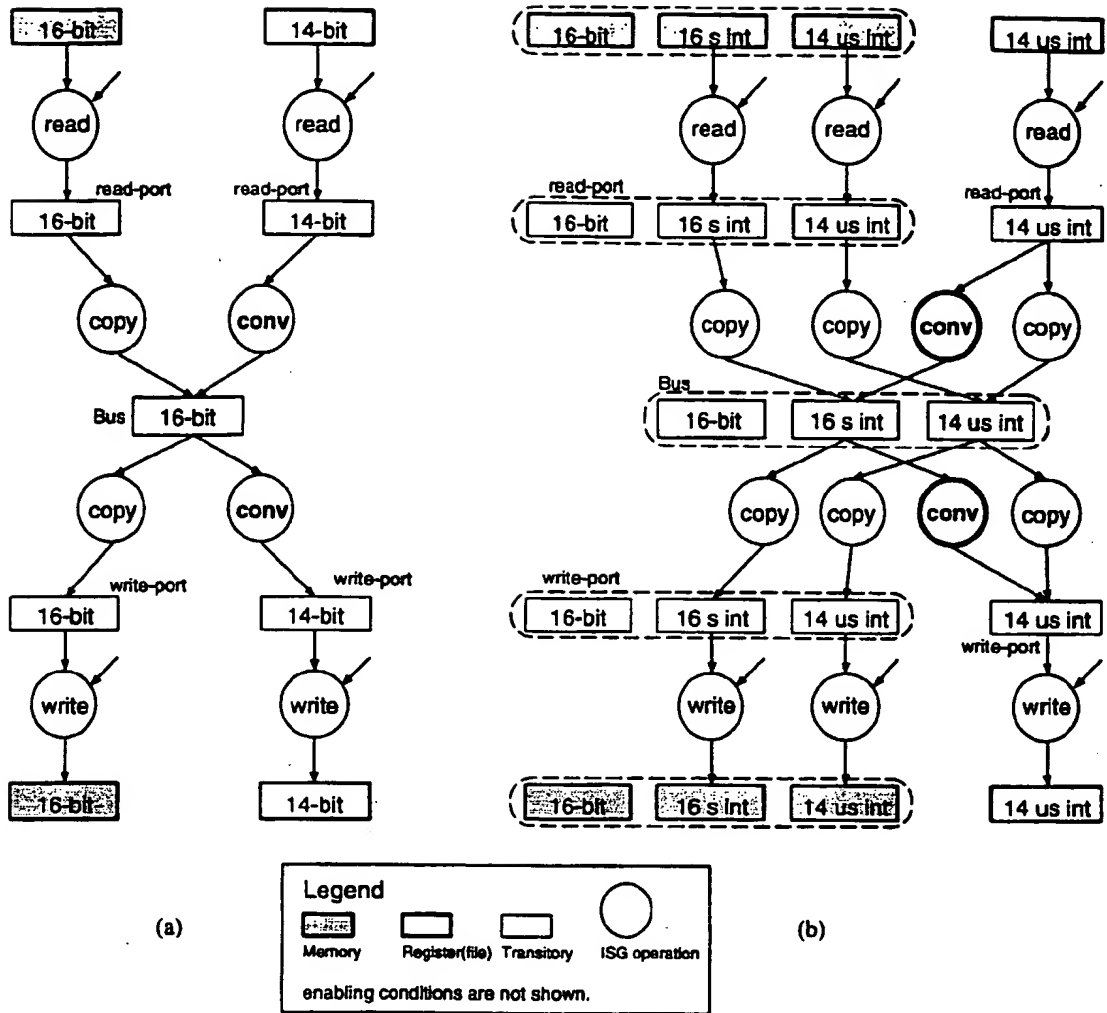 16-bit 14-bit 16-bit 16 s int 14 us int 14 us int
read read read read read
read-port read-port read-port read-port
16-bit 14-bit 16-bit 16 s int 14 us int 14 us int
copy conv copy copy conv copy
Bus 16-bit Bus 16-bit 16 s int 14 us int
copy conv copy copy conv copy
write-port write-port write-port
16-bit 14-bit 16-bit 16 s int 14 us int 14 us int
write-port
write write write write write
16-bit 14-bit 16-bit 16 s int 14 us int 14 us int
(a) (b)
Legend
Memory Register(file) Transitory ISG operation
enabling conditions are not shown.